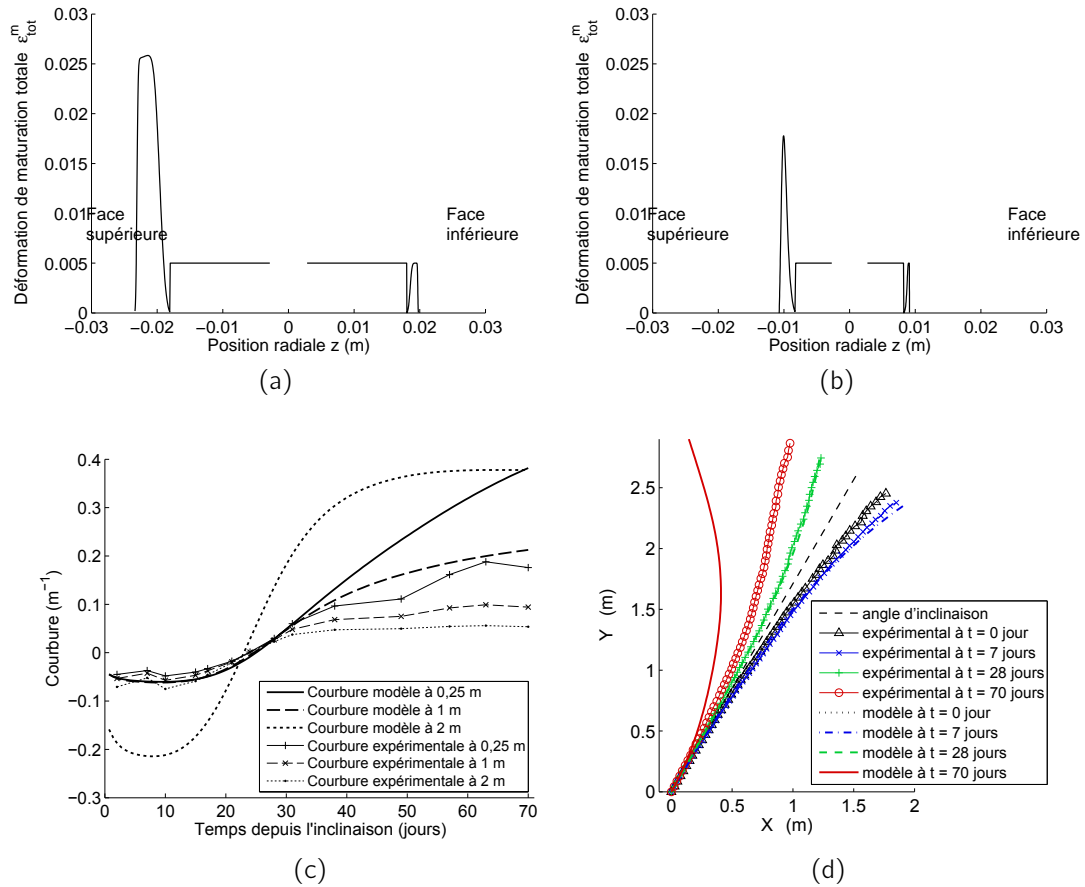 0.03
0.025
0.02
0.015
0.01
0.005
0
Déformation de maturation totale ε^m_tot
Face
supérieure
Face
inférieure
−0.03 −0.02 −0.01 0 0.01 0.02 0.03
Position radiale z (m)
(a)
0.03
0.025
0.02
0.015
0.01
0.005
0
Déformation de maturation totale ε^m_tot
Face
supérieure
Face
inférieure
−0.03 −0.02 −0.01 0 0.01 0.02 0.03
Position radiale z (m)
(b)
0.4
0.3
0.2
0.1
0
−0.1
−0.2
−0.3
Courbure (m⁻¹)
Courbure modèle à 0,25 m
Courbure modèle à 1 m
Courbure modèle à 2 m
Courbure expérimentale à 0,25 m
Courbure expérimentale à 1 m
Courbure expérimentale à 2 m
0 10 20 30 40 50 60 70
Temps depuis l'inclinaison (jours)
(c)
2.5
2
1.5
1
0.5
0
Y (m)
angle d'inclinaison
expérimental à t = 0 jour
expérimental à t = 7 jours
expérimental à t = 28 jours
expérimental à t = 70 jours
modèle à t = 0 jour
modèle à t = 7 jours
modèle à t = 28 jours
modèle à t = 70 jours
0 0.5 1 1.5 2
X (m)
(d)